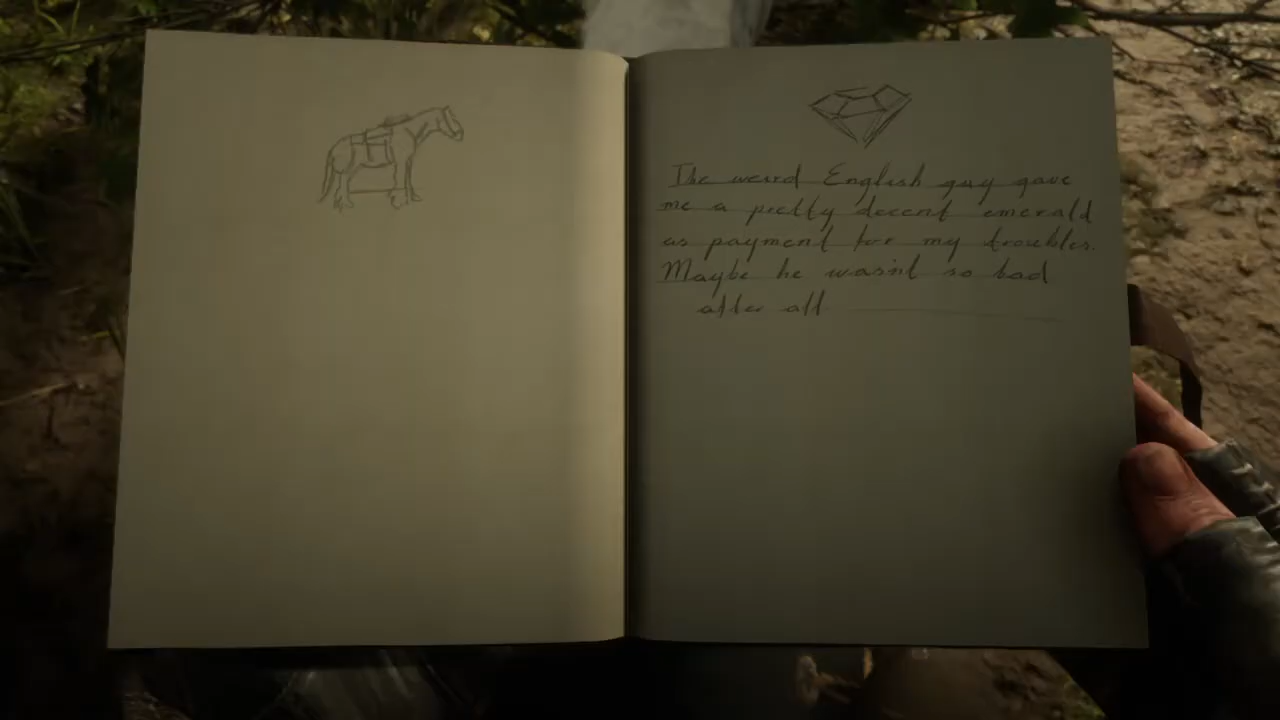 The weird English guy gave
me a pretty decent emerald
as payment for my troubles.
Maybe he wasn't so bad
after all